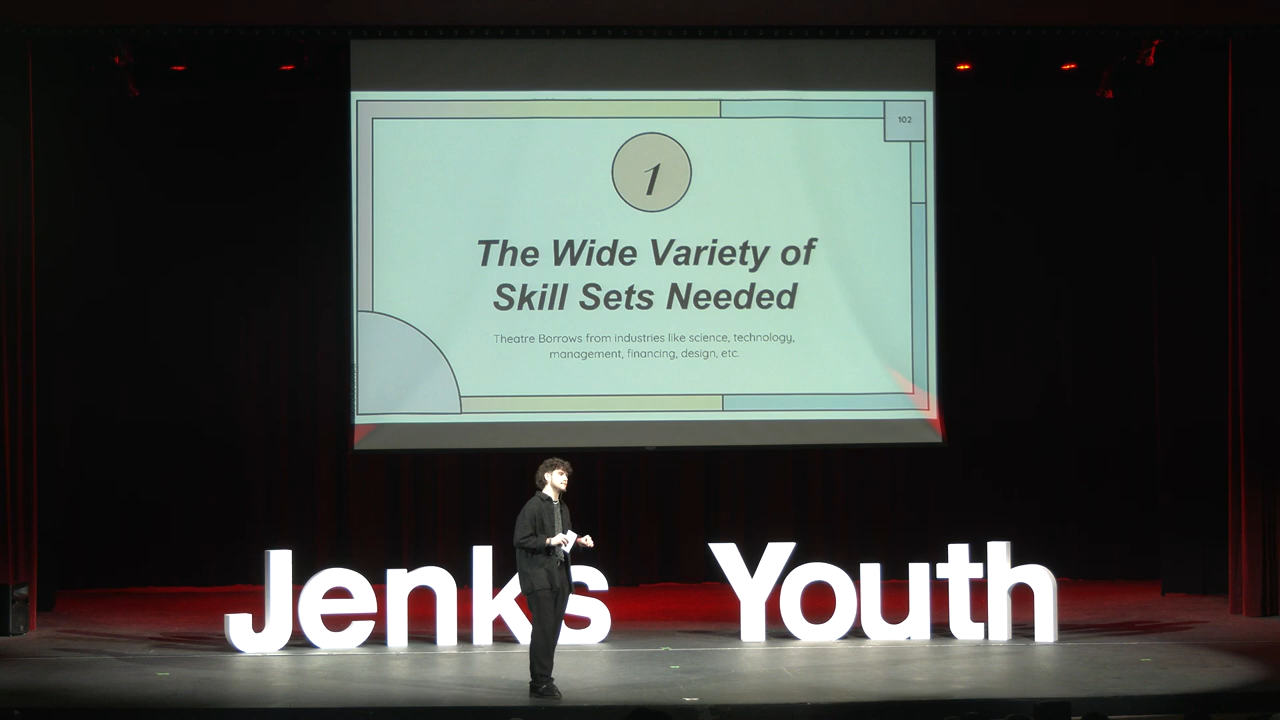 102
1
The Wide Variety of
Skill Sets Needed
Theatre Borrows from industries like science, technology,
management, financing, design, etc.
Jenks Youth